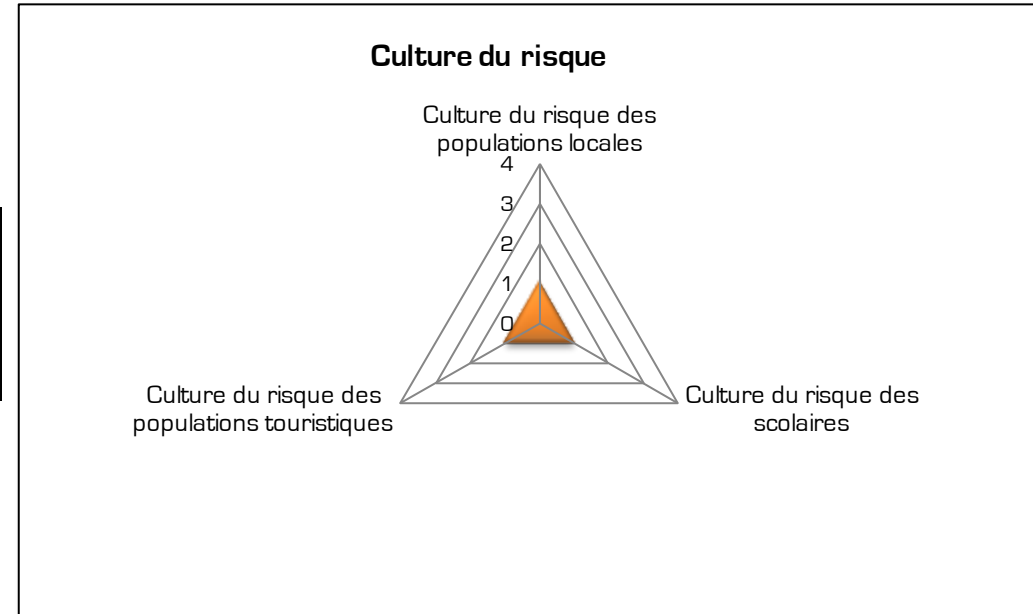 Culture du risque
Culture du risque des
populations locales
4
3
2
1
0
Culture du risque des
populations touristiques
Culture du risque des
scolaires